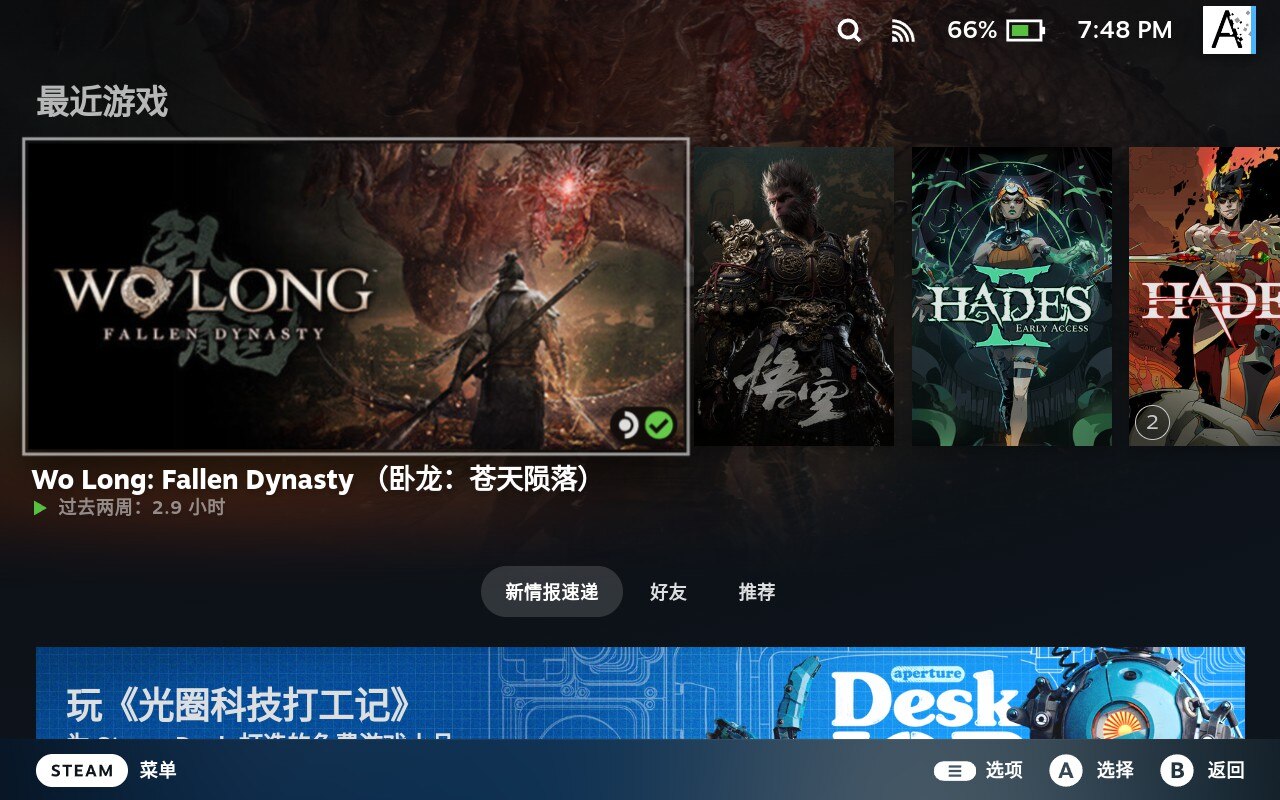 66%
7:48 PM
A
最近游戏
卧龙
WO LONG
FALLEN DYNASTY
悟空
HADES
II
EARLY ACCESS
HADE
2
Wo Long: Fallen Dynasty （卧龙：苍天陨落）
过去两周：2.9 小时
新情报速递
好友
推荐
玩《光圈科技打工记》
aperture
Desk
STEAM 菜单
选项
A 选择
B 返回